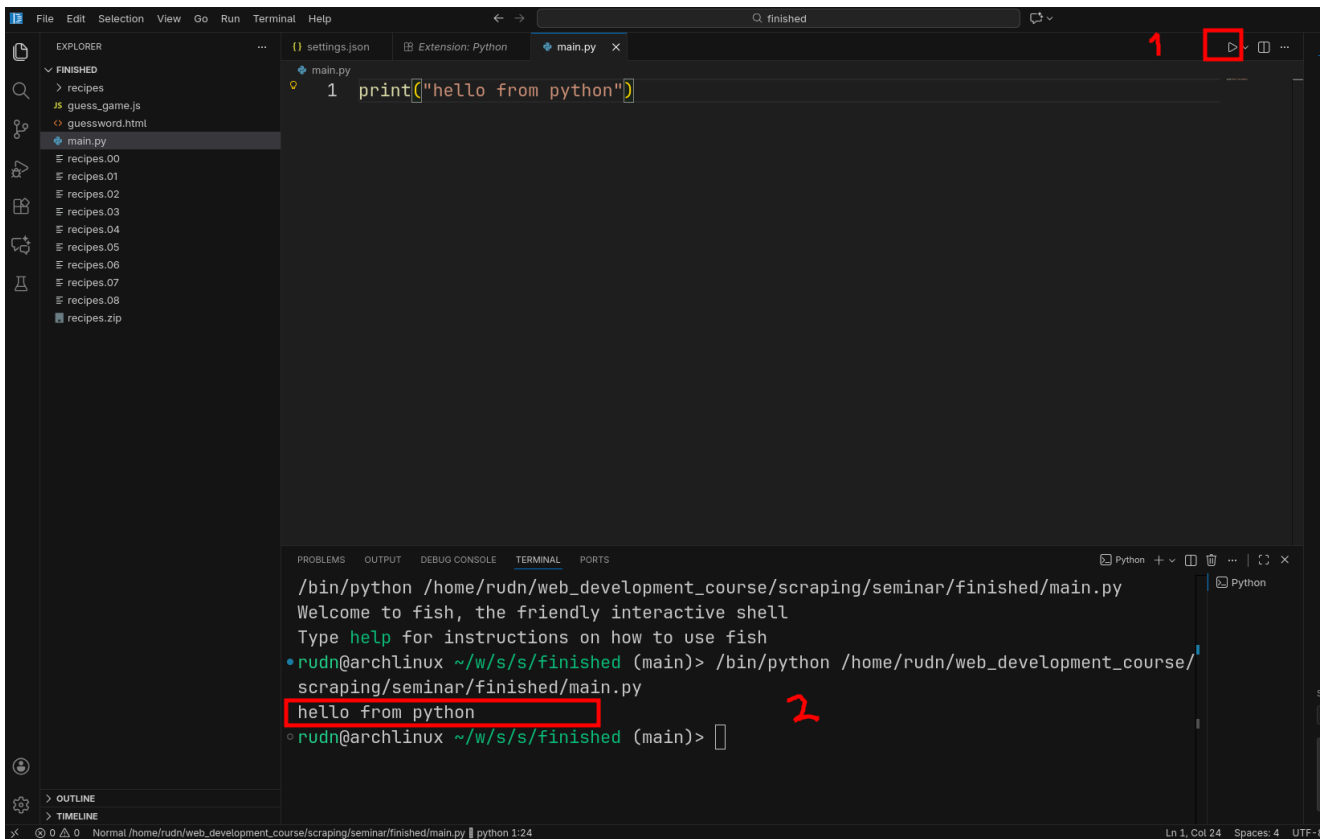 File Edit Selection View Go Run Terminal Help
finished
EXPLORER
FINISHED
recipes
JS guess_game.js
<> guessword.html
main.py
recipes.00
recipes.01
recipes.02
recipes.03
recipes.04
recipes.05
recipes.06
recipes.07
recipes.08
recipes.zip
OUTLINE
TIMELINE
{} settings.json Extension: Python main.py
1
main.py
1 print("hello from python")
PROBLEMS OUTPUT DEBUG CONSOLE TERMINAL PORTS
Python
Python
/bin/python /home/rudn/web_development_course/scraping/seminar/finished/main.py
Welcome to fish, the friendly interactive shell
Type help for instructions on how to use fish
rudn@archlinux ~/w/s/s/finished (main)> /bin/python /home/rudn/web_development_course/
scraping/seminar/finished/main.py
hello from python
2
rudn@archlinux ~/w/s/s/finished (main)>
0 0 Normal /home/rudn/web_development_course/scraping/seminar/finished/main.py python 1:24
Ln 1, Col 24 Spaces: 4 UTF-